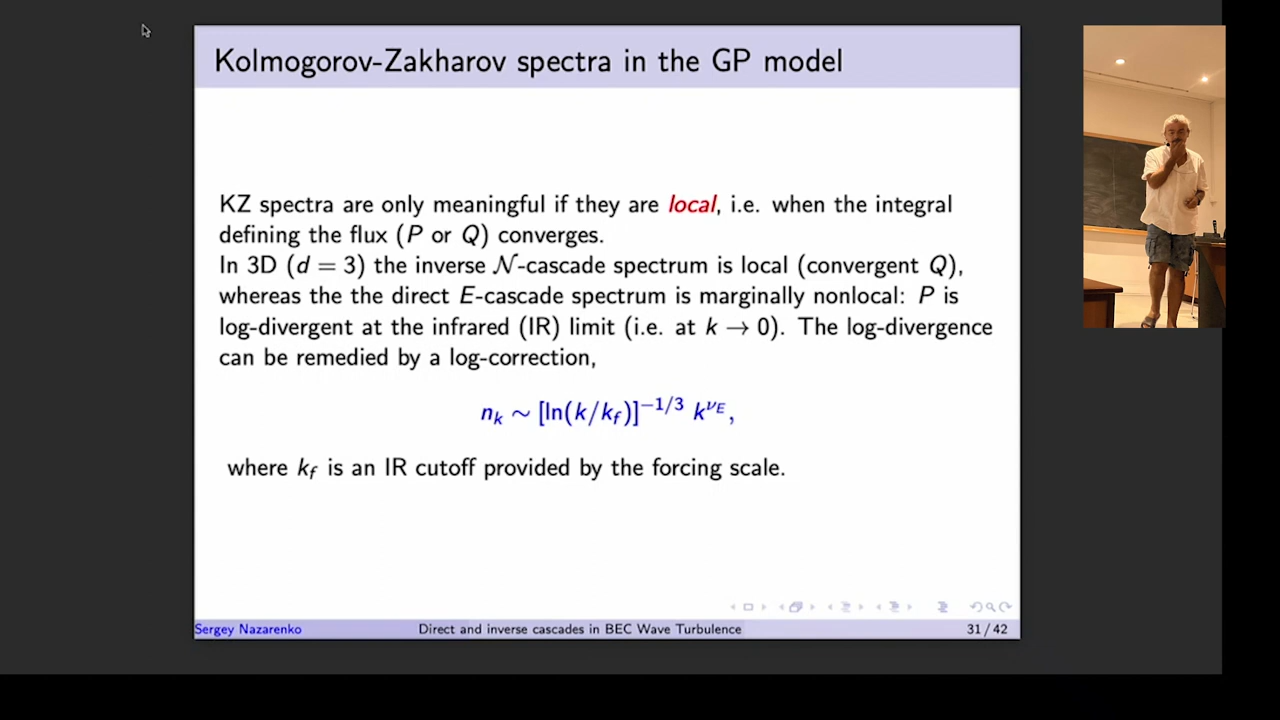 Kolmogorov-Zakharov spectra in the GP model
KZ spectra are only meaningful if they are local, i.e. when the integral
defining the flux (P or Q) converges.
In 3D (d = 3) the inverse 𝒩-cascade spectrum is local (convergent Q),
whereas the the direct E-cascade spectrum is marginally nonlocal: P is
log-divergent at the infrared (IR) limit (i.e. at k → 0). The log-divergence
can be remedied by a log-correction,
n_k ∼ [ln(k/k_f)]^{−1/3} k^{ν_E},
where k_f is an IR cutoff provided by the forcing scale.
Sergey Nazarenko Direct and inverse cascades in BEC Wave Turbulence 31 / 42